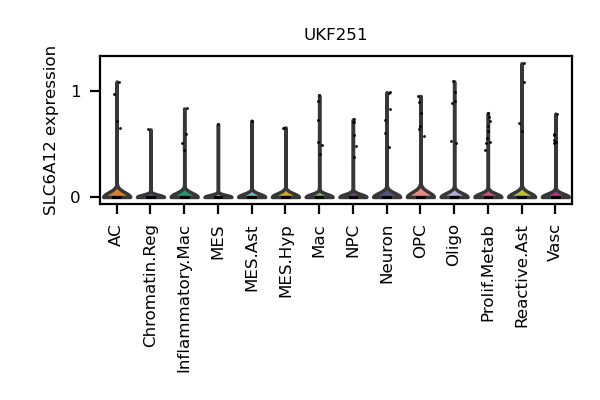 UKF251
SLC6A12 expression
1
0
AC
Chromatin.Reg
Inflammatory.Mac
MES
MES.Ast
MES.Hyp
Mac
NPC
Neuron
OPC
Oligo
Prolif.Metab
Reactive.Ast
Vasc